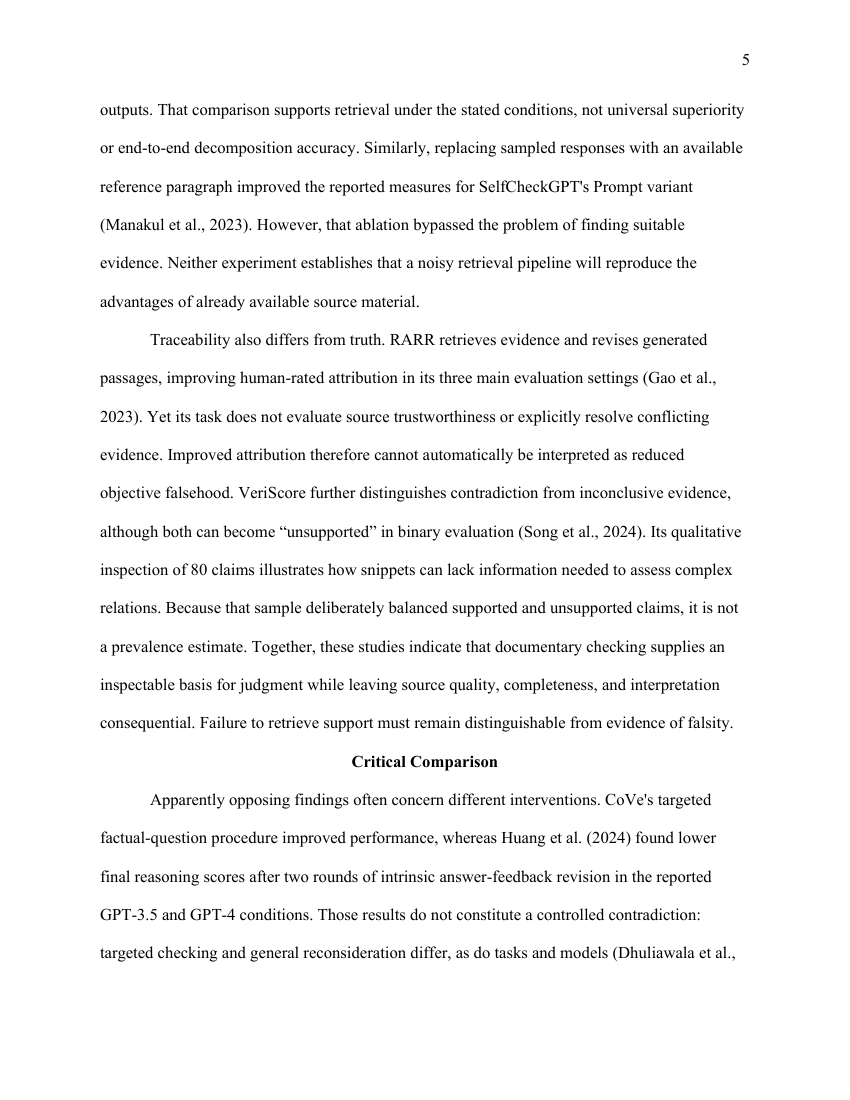 5
outputs. That comparison supports retrieval under the stated conditions, not universal superiority
or end-to-end decomposition accuracy. Similarly, replacing sampled responses with an available
reference paragraph improved the reported measures for SelfCheckGPT's Prompt variant
(Manakul et al., 2023). However, that ablation bypassed the problem of finding suitable
evidence. Neither experiment establishes that a noisy retrieval pipeline will reproduce the
advantages of already available source material.
Traceability also differs from truth. RARR retrieves evidence and revises generated
passages, improving human-rated attribution in its three main evaluation settings (Gao et al.,
2023). Yet its task does not evaluate source trustworthiness or explicitly resolve conflicting
evidence. Improved attribution therefore cannot automatically be interpreted as reduced
objective falsehood. VeriScore further distinguishes contradiction from inconclusive evidence,
although both can become “unsupported” in binary evaluation (Song et al., 2024). Its qualitative
inspection of 80 claims illustrates how snippets can lack information needed to assess complex
relations. Because that sample deliberately balanced supported and unsupported claims, it is not
a prevalence estimate. Together, these studies indicate that documentary checking supplies an
inspectable basis for judgment while leaving source quality, completeness, and interpretation
consequential. Failure to retrieve support must remain distinguishable from evidence of falsity.
Critical Comparison
Apparently opposing findings often concern different interventions. CoVe's targeted
factual-question procedure improved performance, whereas Huang et al. (2024) found lower
final reasoning scores after two rounds of intrinsic answer-feedback revision in the reported
GPT-3.5 and GPT-4 conditions. Those results do not constitute a controlled contradiction:
targeted checking and general reconsideration differ, as do tasks and models (Dhuliawala et al.,